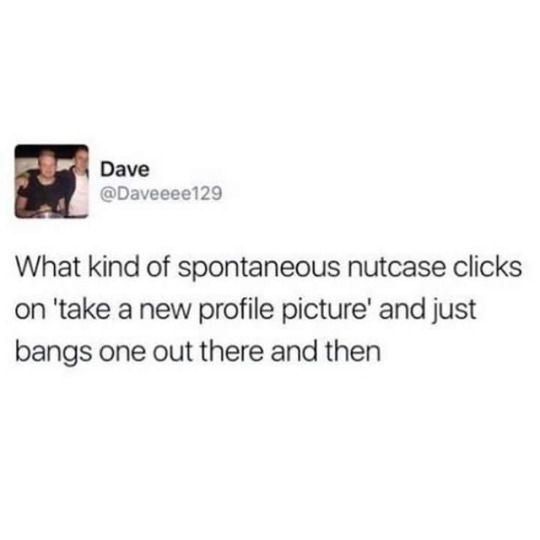 Dave
@Daveeee129
What kind of spontaneous nutcase clicks
on 'take a new profile picture' and just
bangs one out there and then